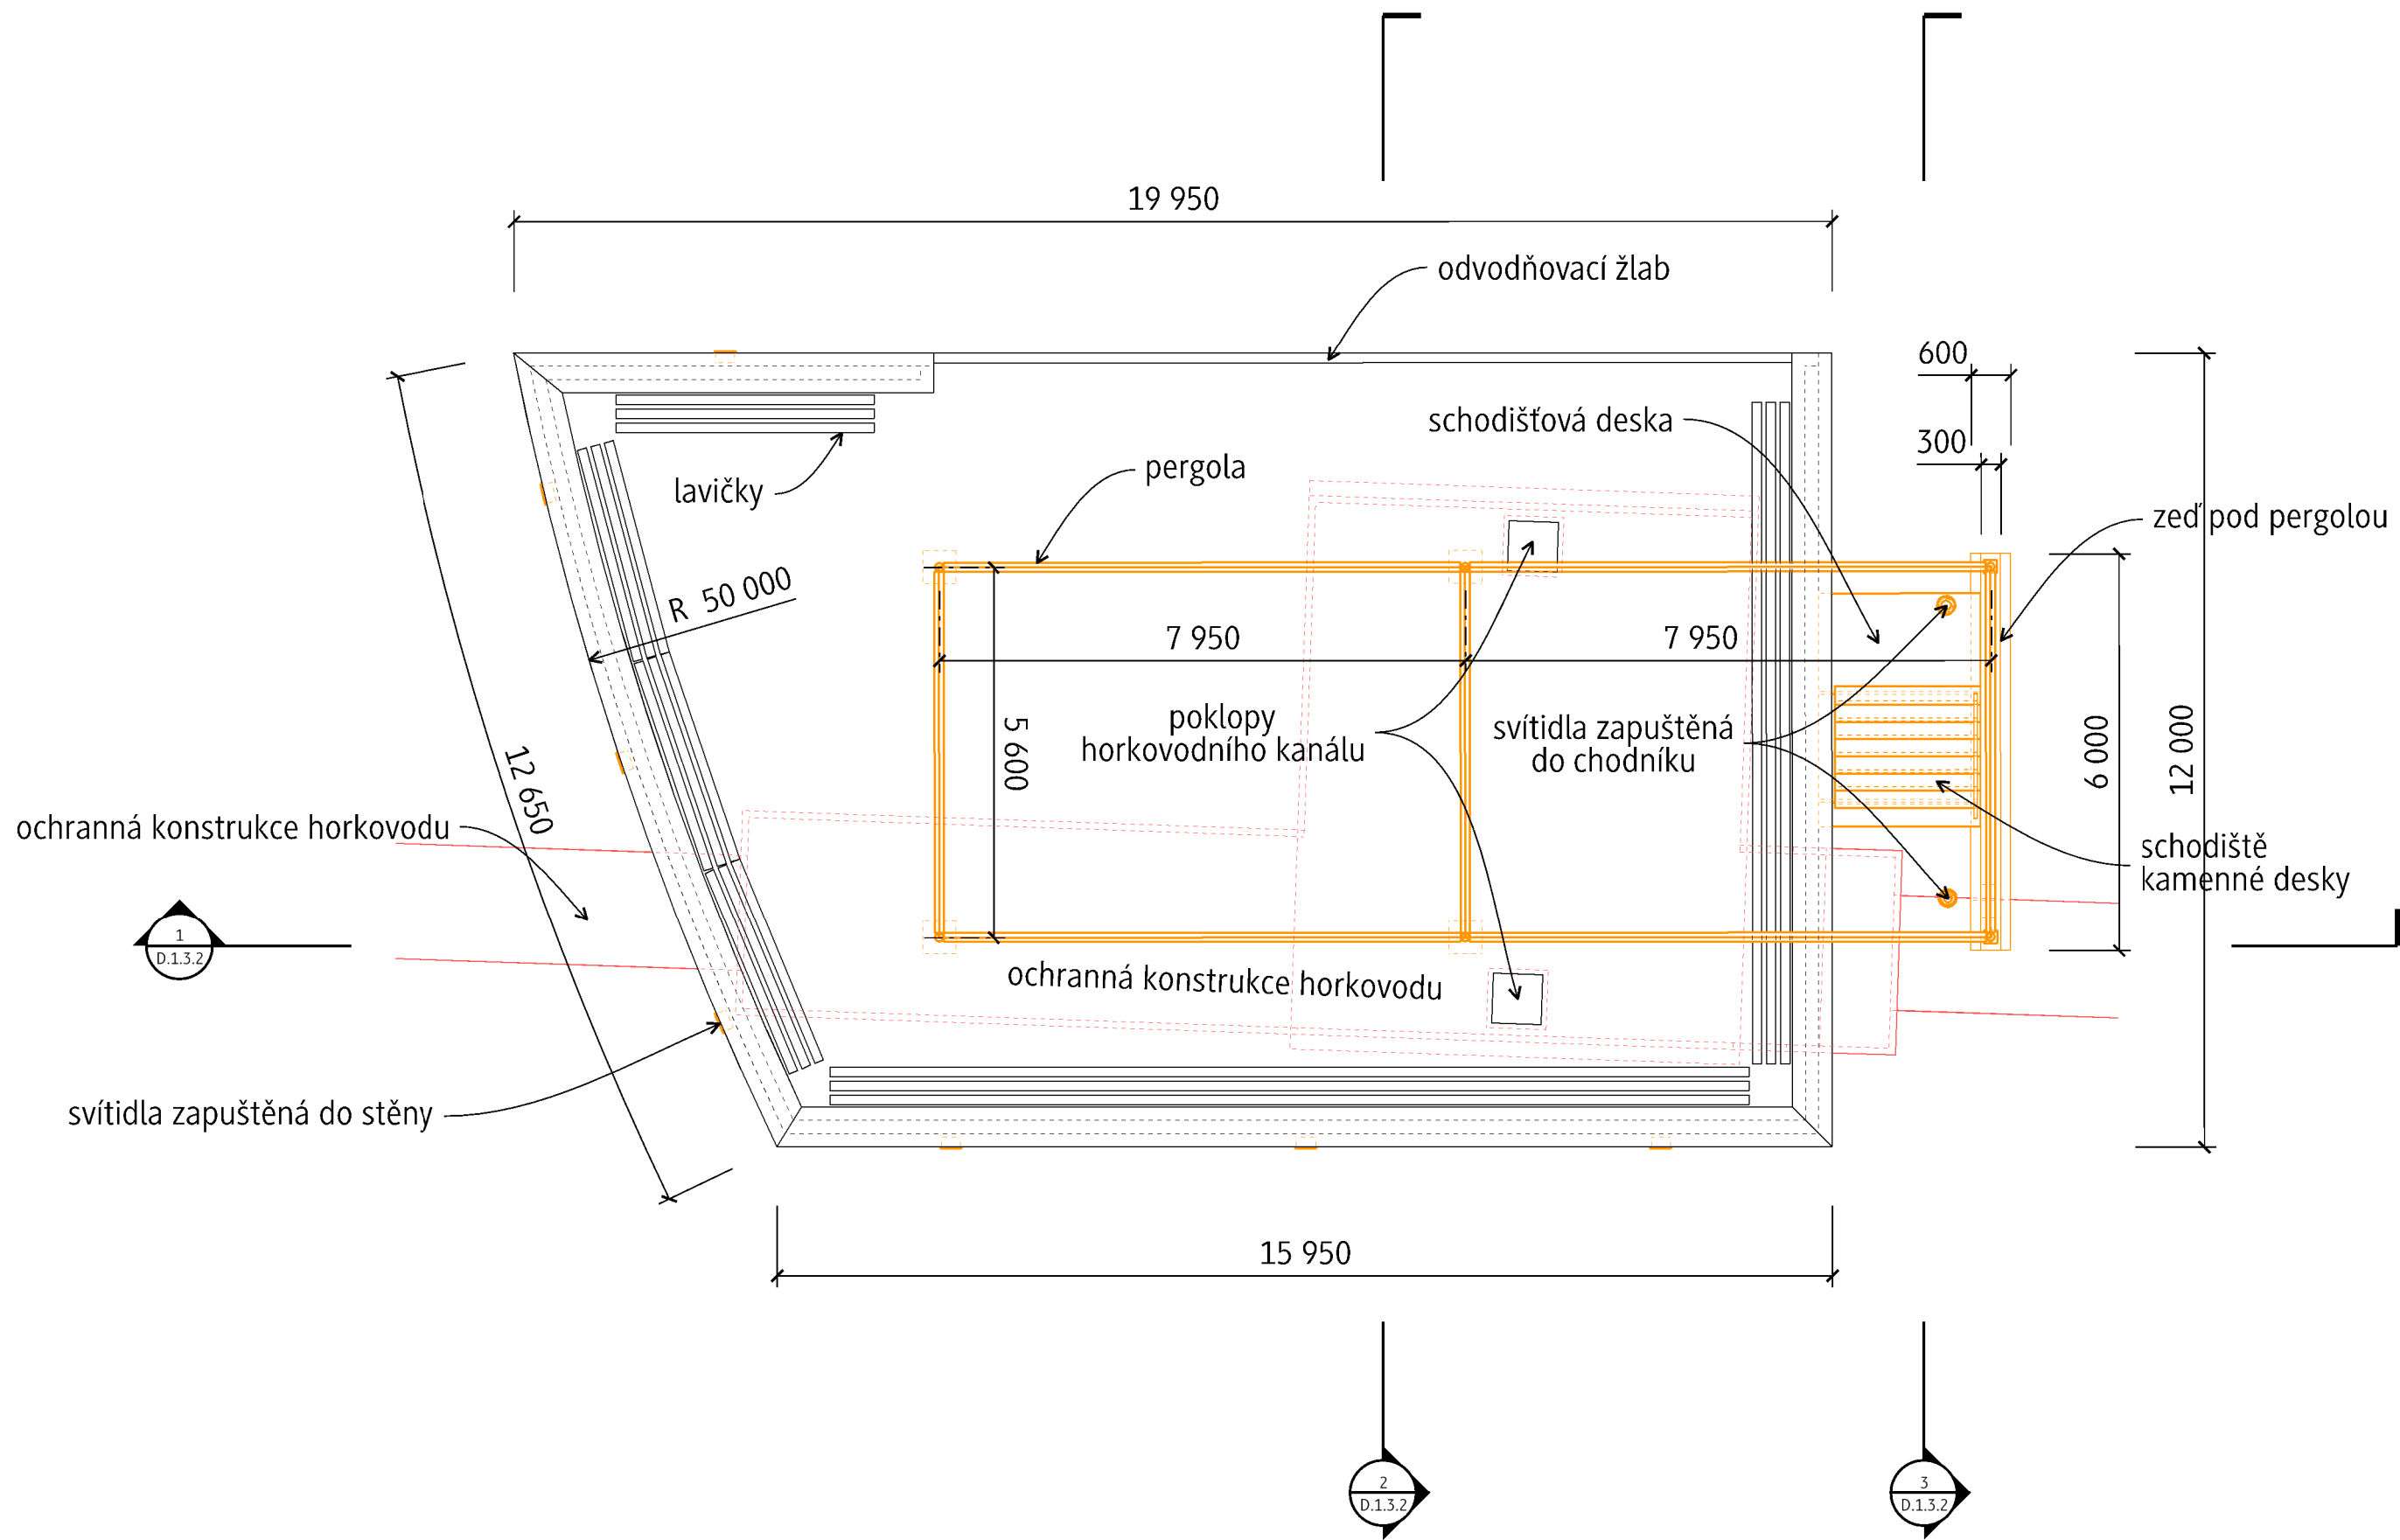 19 950
odvodňovací žlab
600
schodišťová deska
300
pergola
lavičky
zeď pod pergolou
R 50 000
7 950
7 950
5 600
poklopy
horkovodního kanálu
svítidla zapuštěná
do chodníku
6 000
12 000
12 650
ochranná konstrukce horkovodu
schodiště
kamenné desky
1
D.1.3.2
ochranná konstrukce horkovodu
svítidla zapuštěná do stěny
15 950
2
D.1.3.2
3
D.1.3.2